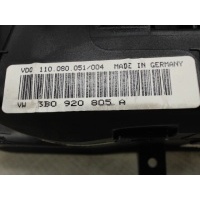 VDO 110.080.051/004 MADE IN GERMANY
VW 3B0 920 805 A